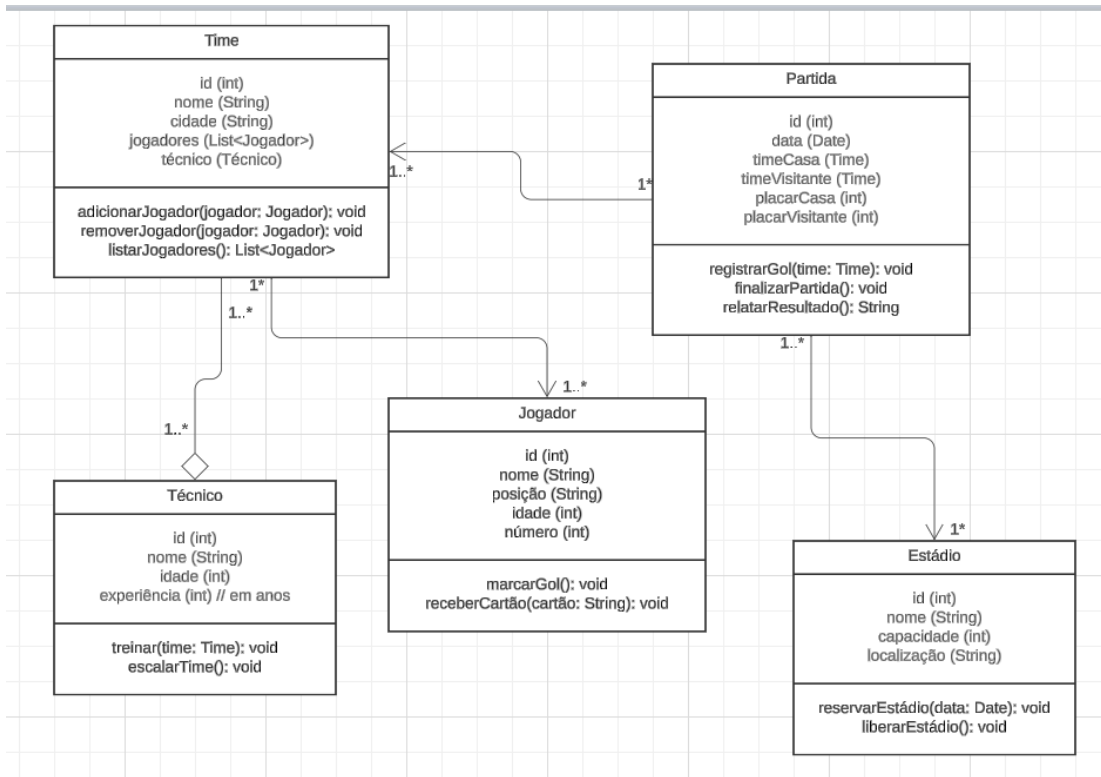 Time
id (int)
nome (String)
cidade (String)
jogadores (List<Jogador>)
técnico (Técnico)
adicionarJogador(jogador: Jogador): void
removerJogador(jogador: Jogador): void
listarJogadores(): List<Jogador>
Partida
id (int)
data (Date)
timeCasa (Time)
timeVisitante (Time)
placarCasa (int)
placarVisitante (int)
registrarGol(time: Time): void
finalizarPartida(): void
relatarResultado(): String
1..*
1*
1*
1..*
1..*
1..*
1..*
Jogador
id (int)
nome (String)
posição (String)
idade (int)
número (int)
marcarGol(): void
receberCartão(cartão: String): void
Técnico
id (int)
nome (String)
idade (int)
experiência (int) // em anos
treinar(time: Time): void
escalarTime(): void
1*
Estádio
id (int)
nome (String)
capacidade (int)
localização (String)
reservarEstádio(data: Date): void
liberarEstádio(): void